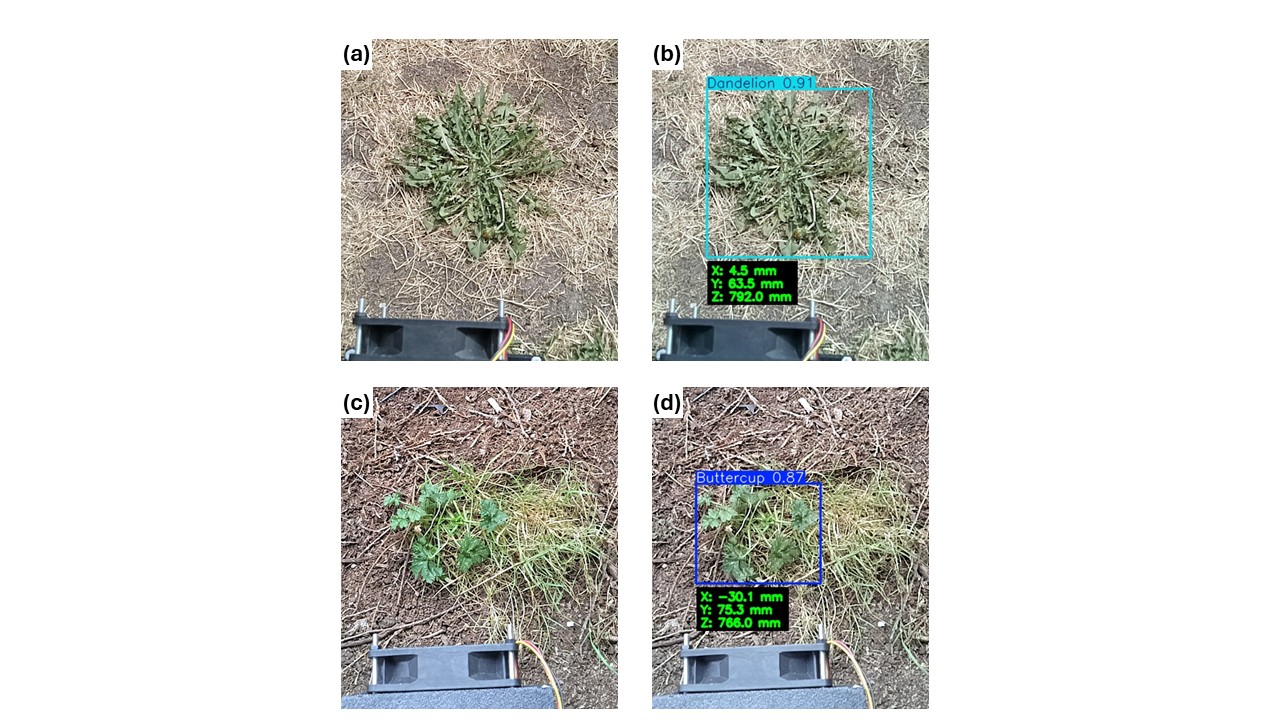 (a)
(b)
Dandelion 0.91
X: 4.5 mm
Y: 63.5 mm
Z: 792.0 mm
(c)
(d)
Buttercup 0.87
X: -30.1 mm
Y: 75.3 mm
Z: 766.0 mm